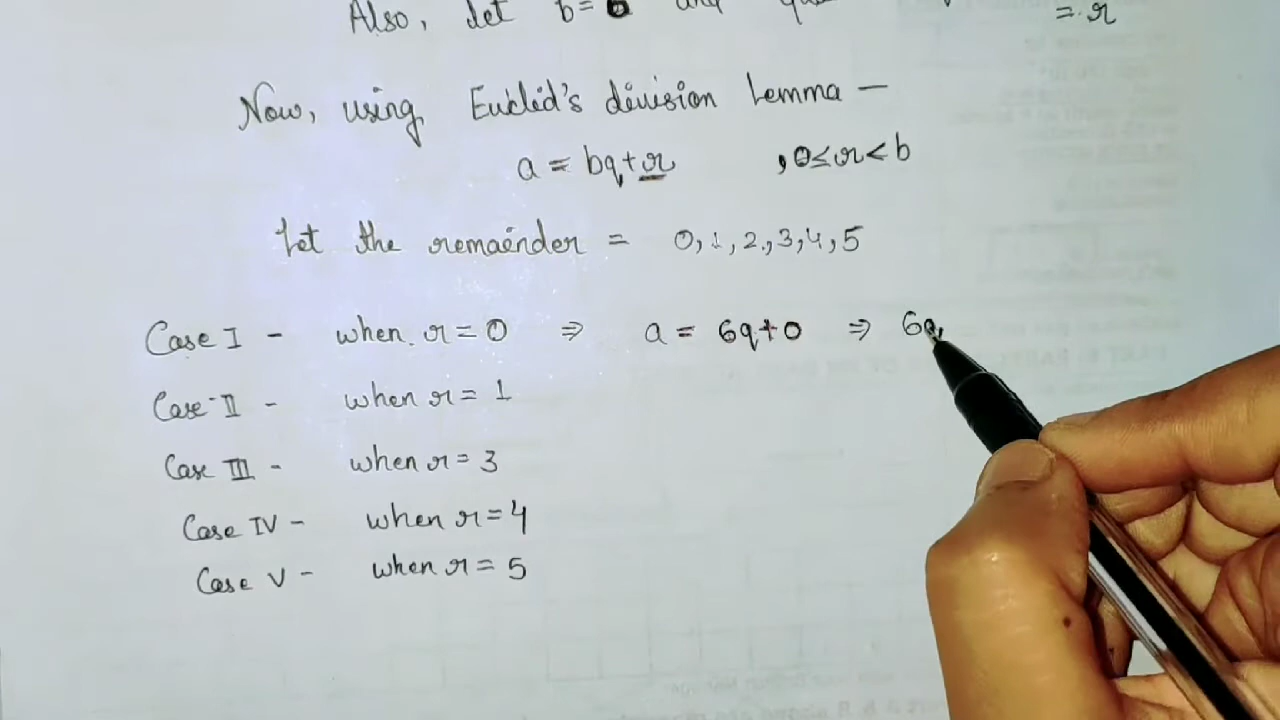 Also, let b=6 and = r
Now, using Euclid's division Lemma —
a = bq+r , 0≤r<b
Let the remainder = 0, 1, 2, 3, 4, 5
Case I - when r = 0 ⇒ a = 6q+0 ⇒ 6q
Case II - when r = 1
Case III - when r = 3
Case IV - when r = 4
Case V - when r = 5